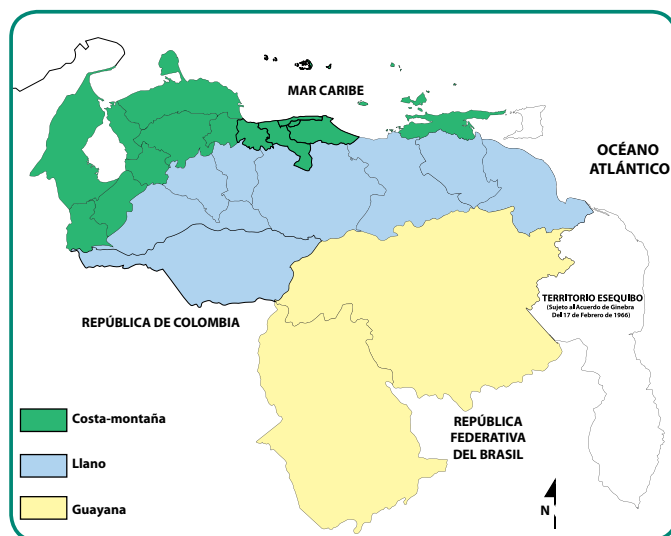 MAR CARIBE
OCÉANO
ATLÁNTICO
TERRITORIO ESEQUIBO
(Sujeto al Acuerdo de Ginebra
Del 17 de Febrero de 1966)
REPÚBLICA DE COLOMBIA
Costa-montaña
REPÚBLICA
FEDERATIVA
DEL BRASIL
Llano
Guayana
N